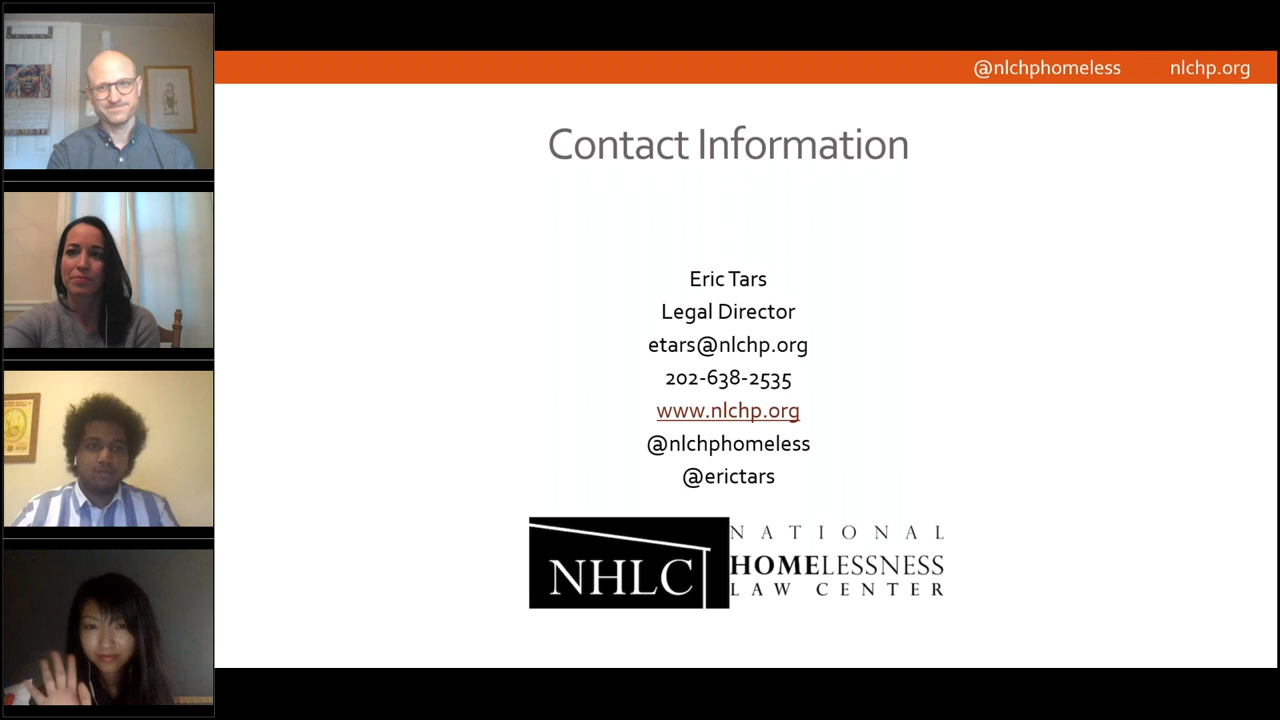 @nlchphomeless nlchp.org
Contact Information
Eric Tars
Legal Director
etars@nlchp.org
202-638-2535
www.nlchp.org
@nlchphomeless
@erictars
NHLC
NATIONAL
HOMELESSNESS
LAW CENTER